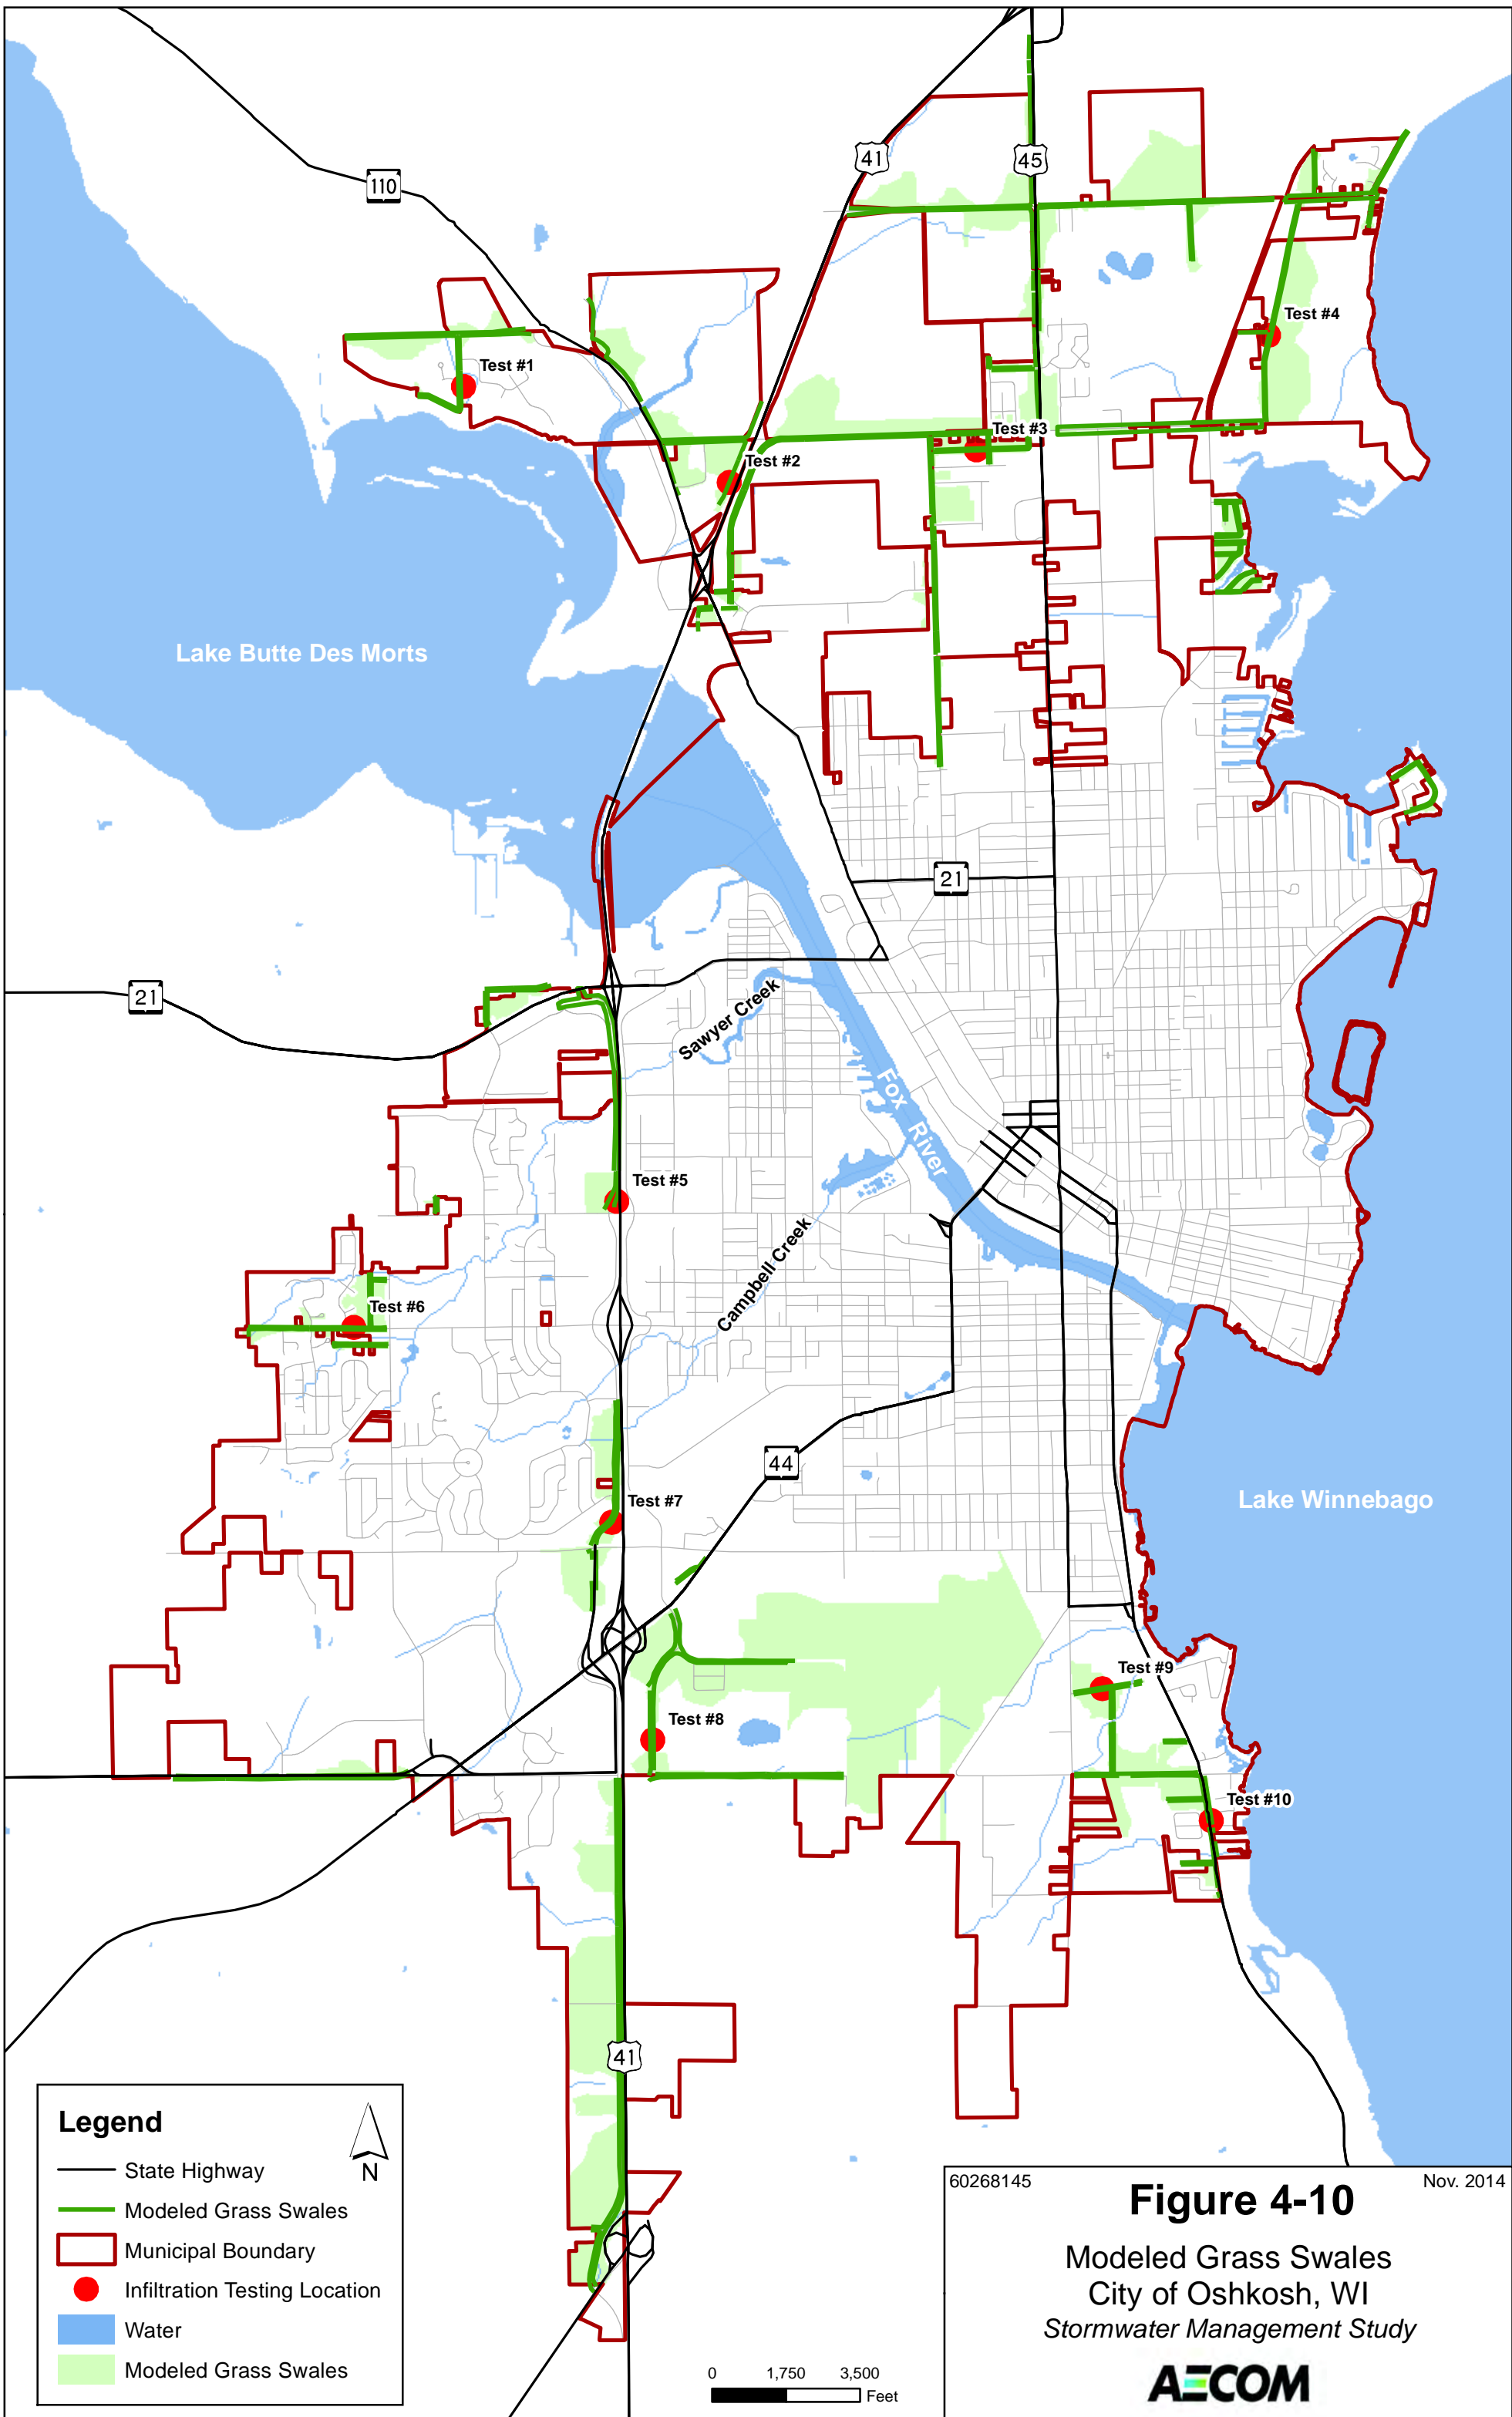 41
45
110
Test #4
Test #1
Test #3
Test #2
Lake Butte Des Morts
21
21
Sawyer Creek
Fox River
Test #5
Campbell Creek
Test #6
44
Lake Winnebago
Test #7
Test #9
Test #8
Test #10
41
Legend
N
State Highway
Modeled Grass Swales
Municipal Boundary
Infiltration Testing Location
Water
Modeled Grass Swales
0 1,750 3,500
Feet
60268145
Nov. 2014
Figure 4-10
Modeled Grass Swales
City of Oshkosh, WI
Stormwater Management Study
AECOM